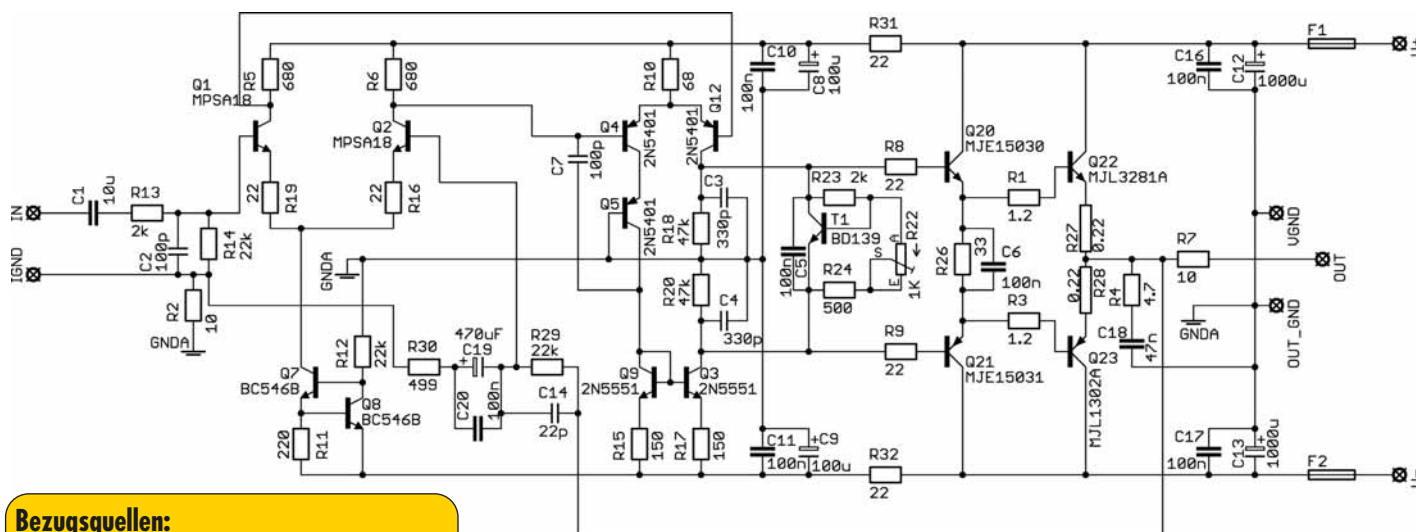 Q1
MPSA18
R5
680
R6
680
R10
68
C10
100n
C8
+
100u
R31
22
C16
100n
C12
+
1000u
F1
+
Q2
MPSA18
Q4
2N5401
Q12
2N5401
C7
100p
Q20
MJE15030
R8
22
R1
1.2
Q22
MJL3281A
IN
C1
10u
R13
2k
C2
100p
R14
22k
22
R19
22
R16
Q5
2N5401
R18
47k
C3
330p
R23 2k
T1
BD139
C5
100n
R24
500
S
A
E
R22
1K
R26
33
C6
100n
R27
0.22
0.22
R28
R4
4.7
C18
47n
R7
10
VGND
OUT
OUT_GND
GNDA
IGND
R2
10
GNDA
GNDA
R20
47k
C4
330p
R3
1.2
R9
22
Q21
MJE15031
Q23
MJL1302A
R12
22k
R30
499
470uF
C19
+
C20
100n
R29
22k
C14
22p
Q7
BC546B
Q8
BC546B
220
R11
Q9
2N5551
Q3
2N5551
R15
150
R17
150
C11
100n
+C9
100u
R32
22
C17
100n
C13
+
1000u
F2
Bezugsquellen: